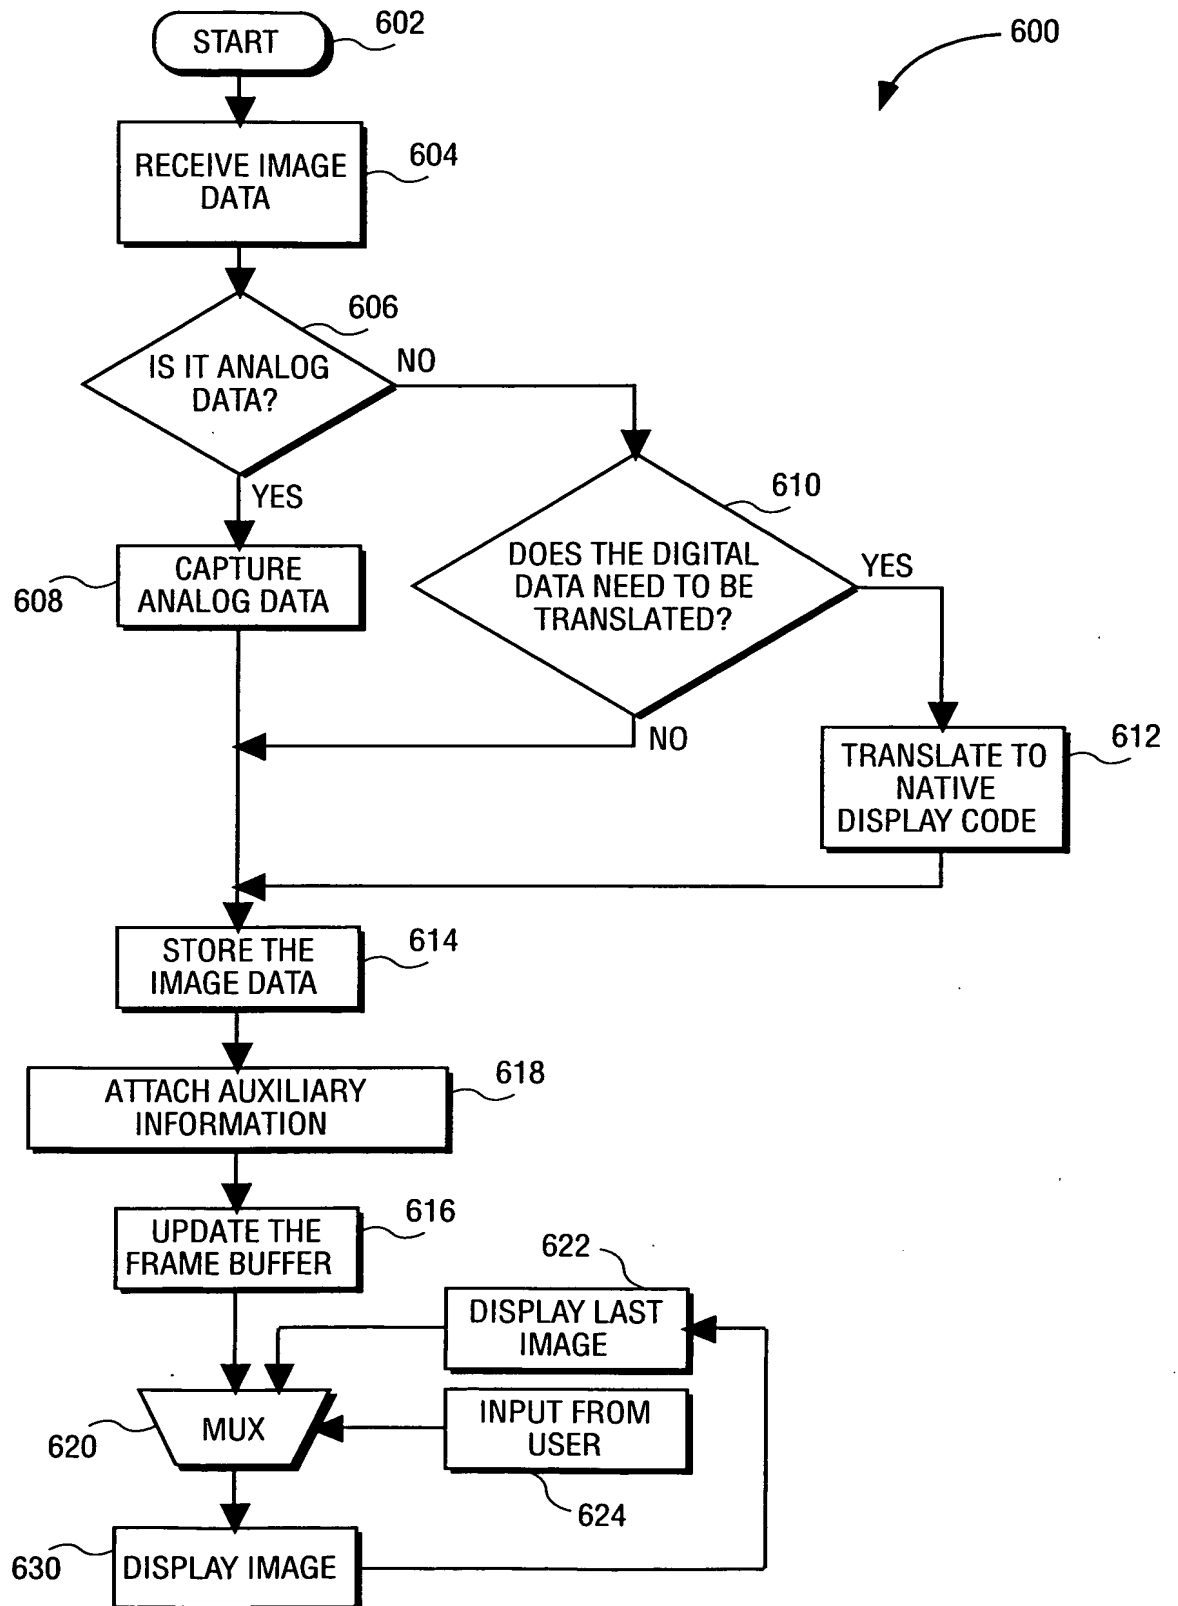 START
602
600
RECEIVE IMAGE
DATA
604
606
IS IT ANALOG
DATA?
NO
YES
610
DOES THE DIGITAL
DATA NEED TO BE
TRANSLATED?
YES
NO
608
CAPTURE
ANALOG DATA
612
TRANSLATE TO
NATIVE
DISPLAY CODE
614
STORE THE
IMAGE DATA
618
ATTACH AUXILIARY
INFORMATION
616
UPDATE THE
FRAME BUFFER
622
DISPLAY LAST
IMAGE
MUX
620
INPUT FROM
USER
624
630
DISPLAY IMAGE